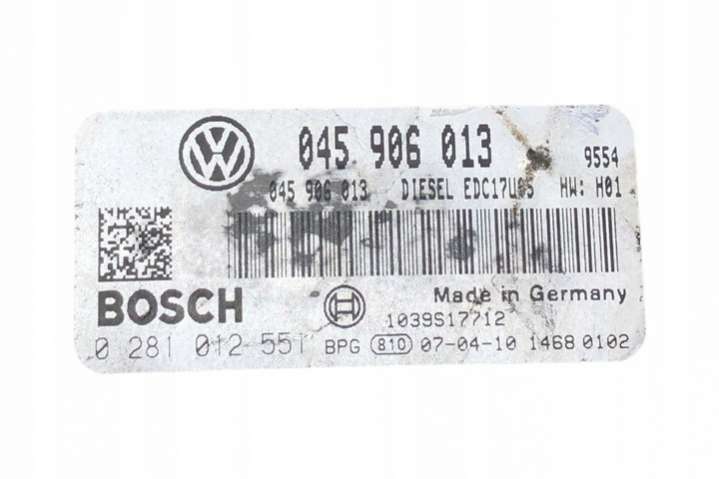 045 906 013 9554
045 906 013 DIESEL EDC17U05 HW: H01
BOSCH Made in Germany
1039S17712
0 281 012 551 BPG 810 07-04-10 1468 0102